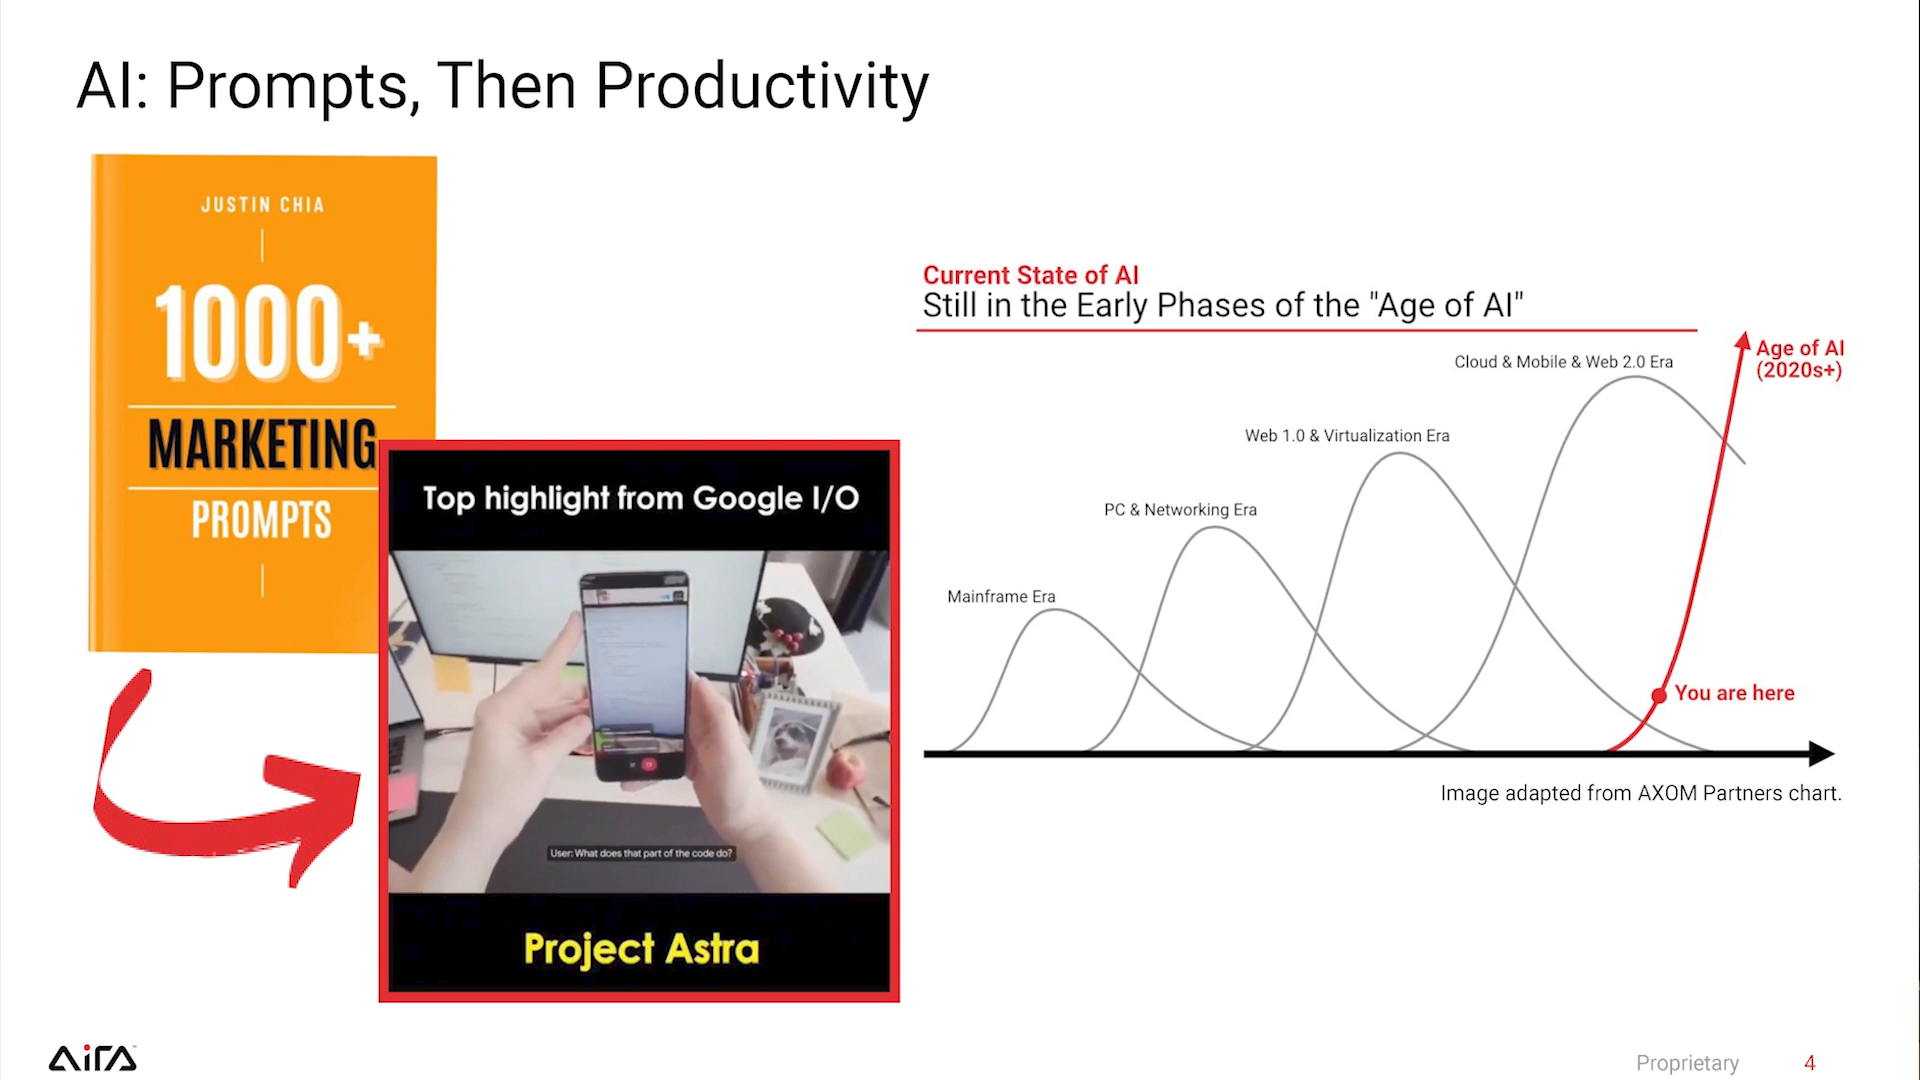 AI: Prompts, Then Productivity
JUSTIN CHIA
1000+
MARKETING
PROMPTS
Top highlight from Google I/O
User: What does that part of the code do?
Project Astra
Current State of AI
Still in the Early Phases of the "Age of AI"
Age of AI
(2020s+)
Cloud & Mobile & Web 2.0 Era
Web 1.0 & Virtualization Era
PC & Networking Era
Mainframe Era
You are here
Image adapted from AXOM Partners chart.
AiRA
Proprietary
4